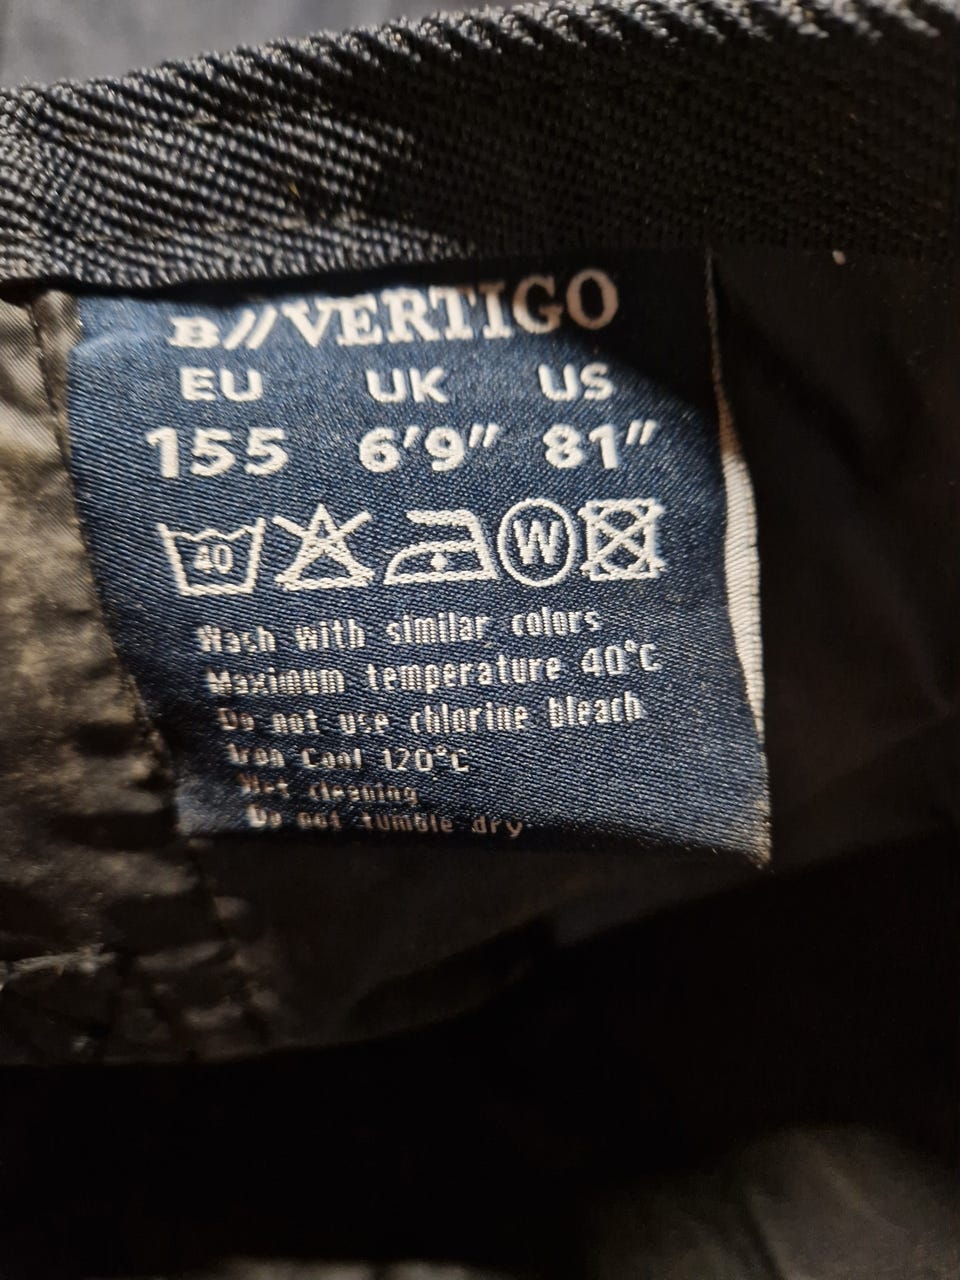 B//VERTIGO
EU UK US
155 6'9" 81"
40 W
Wash with similar colors
Maximum temperature 40°C
Do not use chlorine bleach
Iron Cool 120°C
Wet cleaning
Do not tumble dry